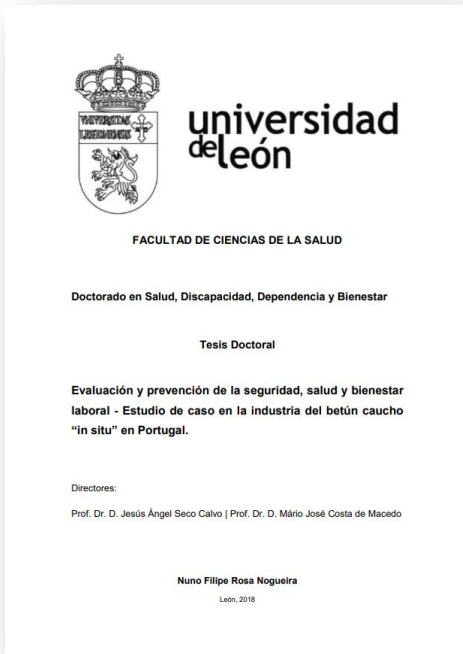 VNIVERSITAS
LEGIONENSIS
universidad
de león
FACULTAD DE CIENCIAS DE LA SALUD
Doctorado en Salud, Discapacidad, Dependencia y Bienestar
Tesis Doctoral
Evaluación y prevención de la seguridad, salud y bienestar
laboral - Estudio de caso en la industria del betún caucho
“in situ” en Portugal.
Directores:
Prof. Dr. D. Jesús Ángel Seco Calvo | Prof. Dr. D. Mário José Costa de Macedo
Nuno Filipe Rosa Nogueira
León, 2018